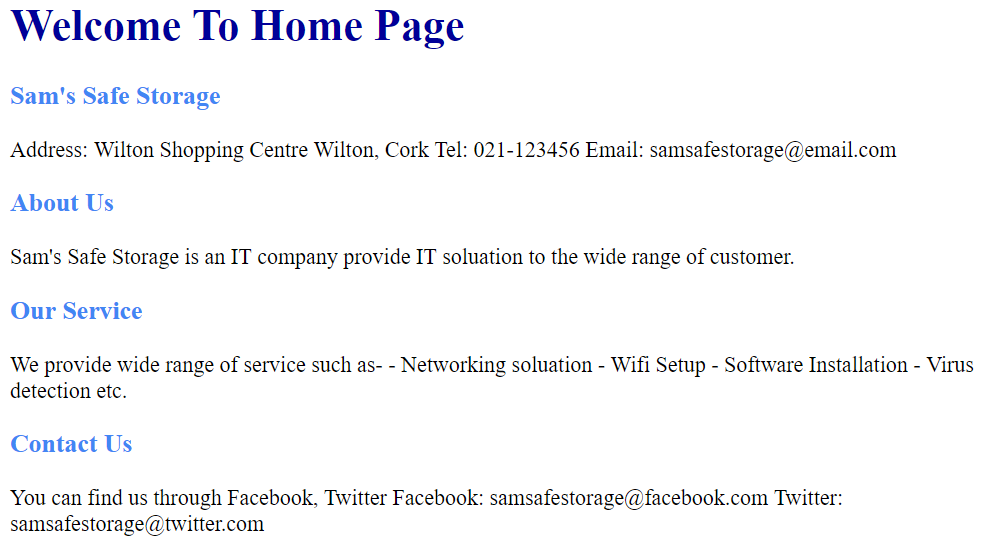 Welcome To Home Page
Sam's Safe Storage
Address: Wilton Shopping Centre Wilton, Cork Tel: 021-123456 Email: samsafestorage@email.com
About Us
Sam's Safe Storage is an IT company provide IT soluation to the wide range of customer.
Our Service
We provide wide range of service such as- - Networking soluation - Wifi Setup - Software Installation - Virus
detection etc.
Contact Us
You can find us through Facebook, Twitter Facebook: samsafestorage@facebook.com Twitter:
samsafestorage@twitter.com